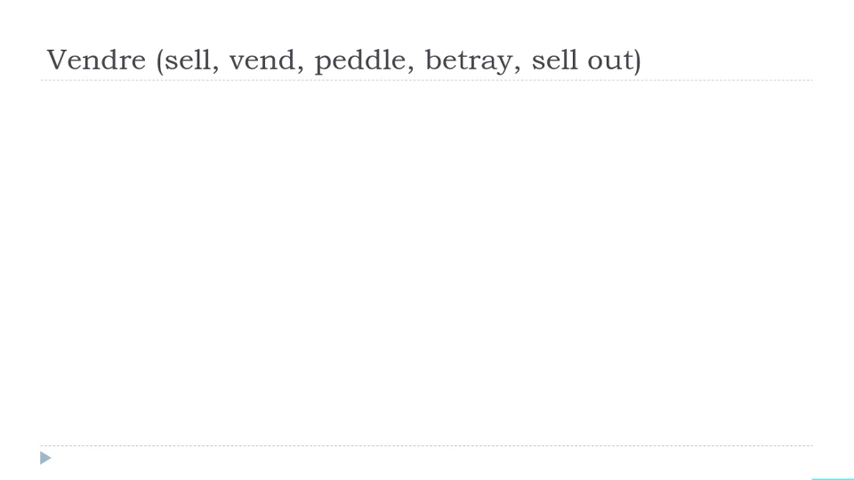 Vendre (sell, vend, peddle, betray, sell out)